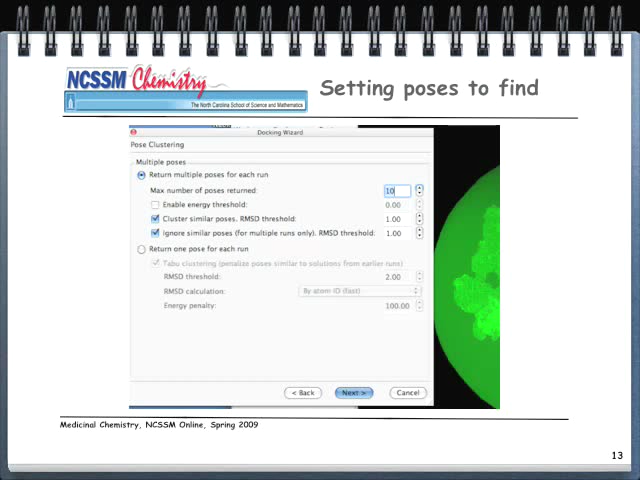 NCSSM Chemistry
The North Carolina School of Science and Mathematics
Setting poses to find
Docking Wizard
Pose Clustering
Multiple poses
Return multiple poses for each run
Max number of poses returned: 10
Enable energy threshold: 0.00
Cluster similar poses. RMSD threshold: 1.00
Ignore similar poses (for multiple runs only). RMSD threshold: 1.00
Return one pose for each run
Tabu clustering (penalize poses similar to solutions from earlier runs)
RMSD threshold: 2.00
RMSD calculation: By atom ID (fast)
Energy penalty: 100.00
< Back Next > Cancel
Medicinal Chemistry, NCSSM Online, Spring 2009
13